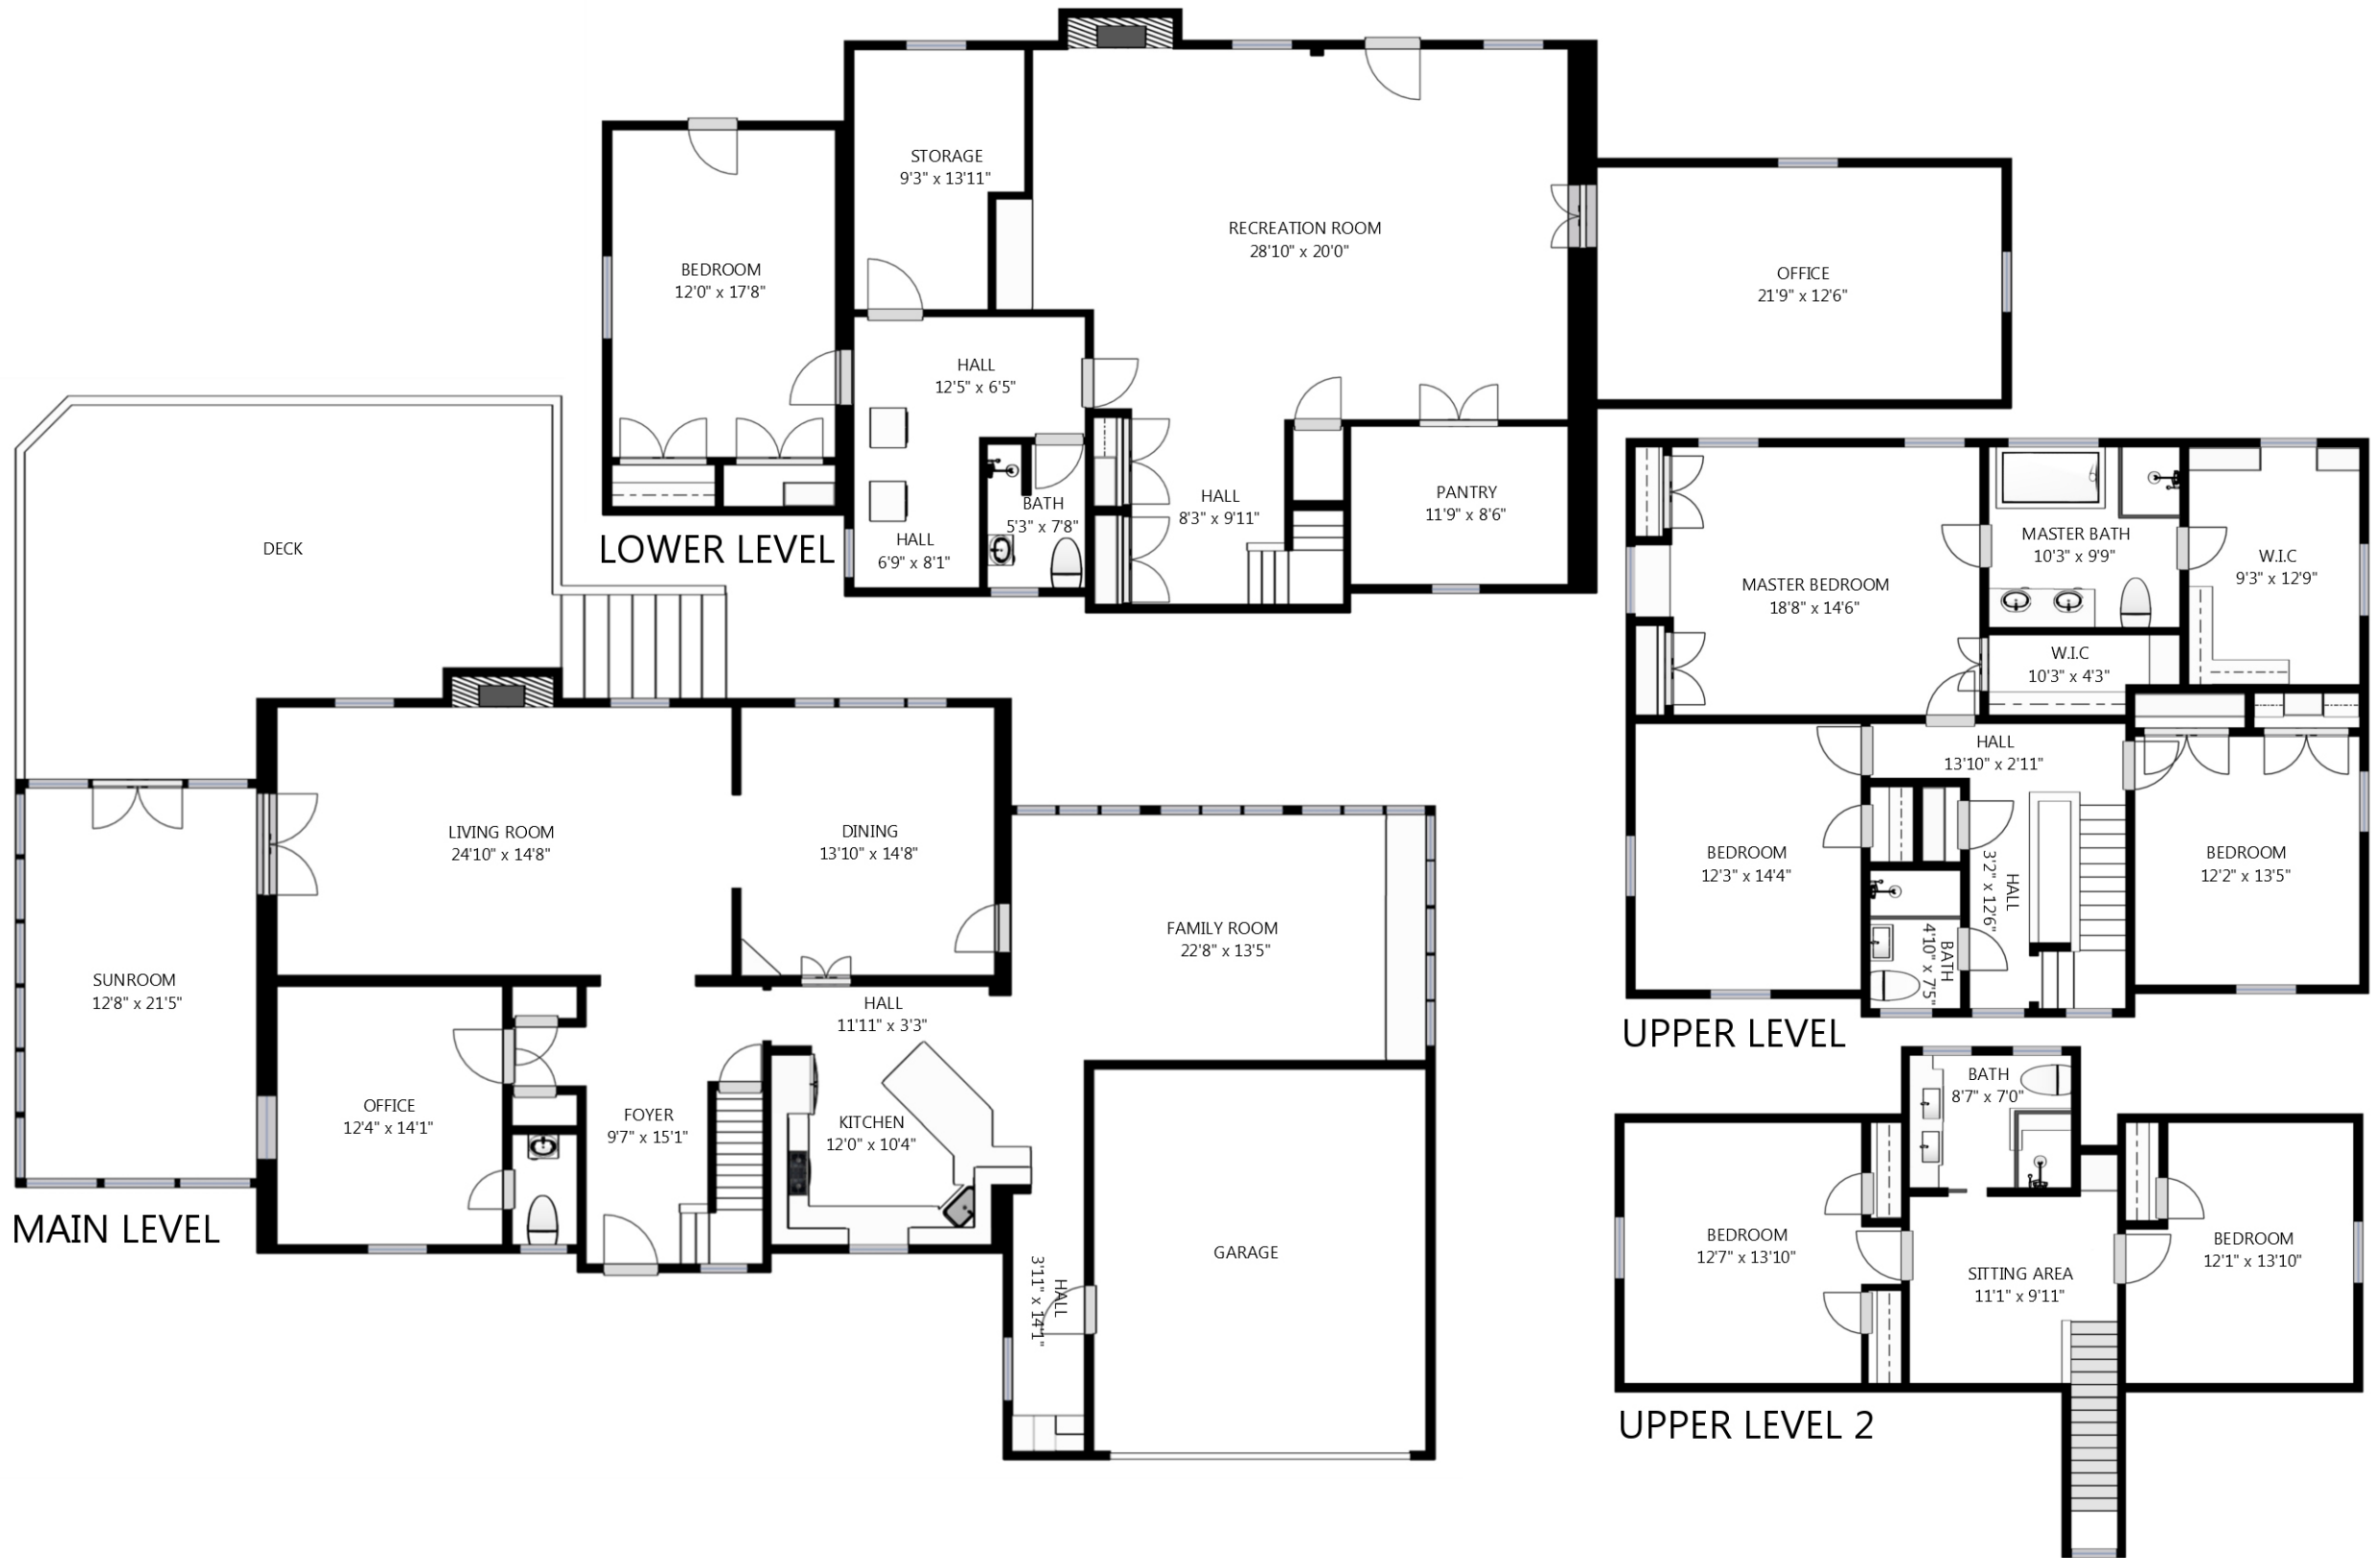 STORAGE
9'3" x 13'11"
RECREATION ROOM
28'10" x 20'0"
BEDROOM
12'0" x 17'8"
OFFICE
21'9" x 12'6"
HALL
12'5" x 6'5"
HALL
6'9" x 8'1"
BATH
5'3" x 7'8"
HALL
8'3" x 9'11"
PANTRY
11'9" x 8'6"
LOWER LEVEL
DECK
LIVING ROOM
24'10" x 14'8"
DINING
13'10" x 14'8"
FAMILY ROOM
22'8" x 13'5"
SUNROOM
12'8" x 21'5"
HALL
11'11" x 3'3"
OFFICE
12'4" x 14'1"
FOYER
9'7" x 15'1"
KITCHEN
12'0" x 10'4"
HALL
3'11" x 14'1"
GARAGE
MAIN LEVEL
MASTER BEDROOM
18'8" x 14'6"
MASTER BATH
10'3" x 9'9"
W.I.C
9'3" x 12'9"
W.I.C
10'3" x 4'3"
HALL
13'10" x 2'11"
BEDROOM
12'3" x 14'4"
HALL
3'2" x 12'6"
BATH
4'10" x 7'5"
BEDROOM
12'2" x 13'5"
UPPER LEVEL
BATH
8'7" x 7'0"
BEDROOM
12'7" x 13'10"
SITTING AREA
11'1" x 9'11"
BEDROOM
12'1" x 13'10"
UPPER LEVEL 2